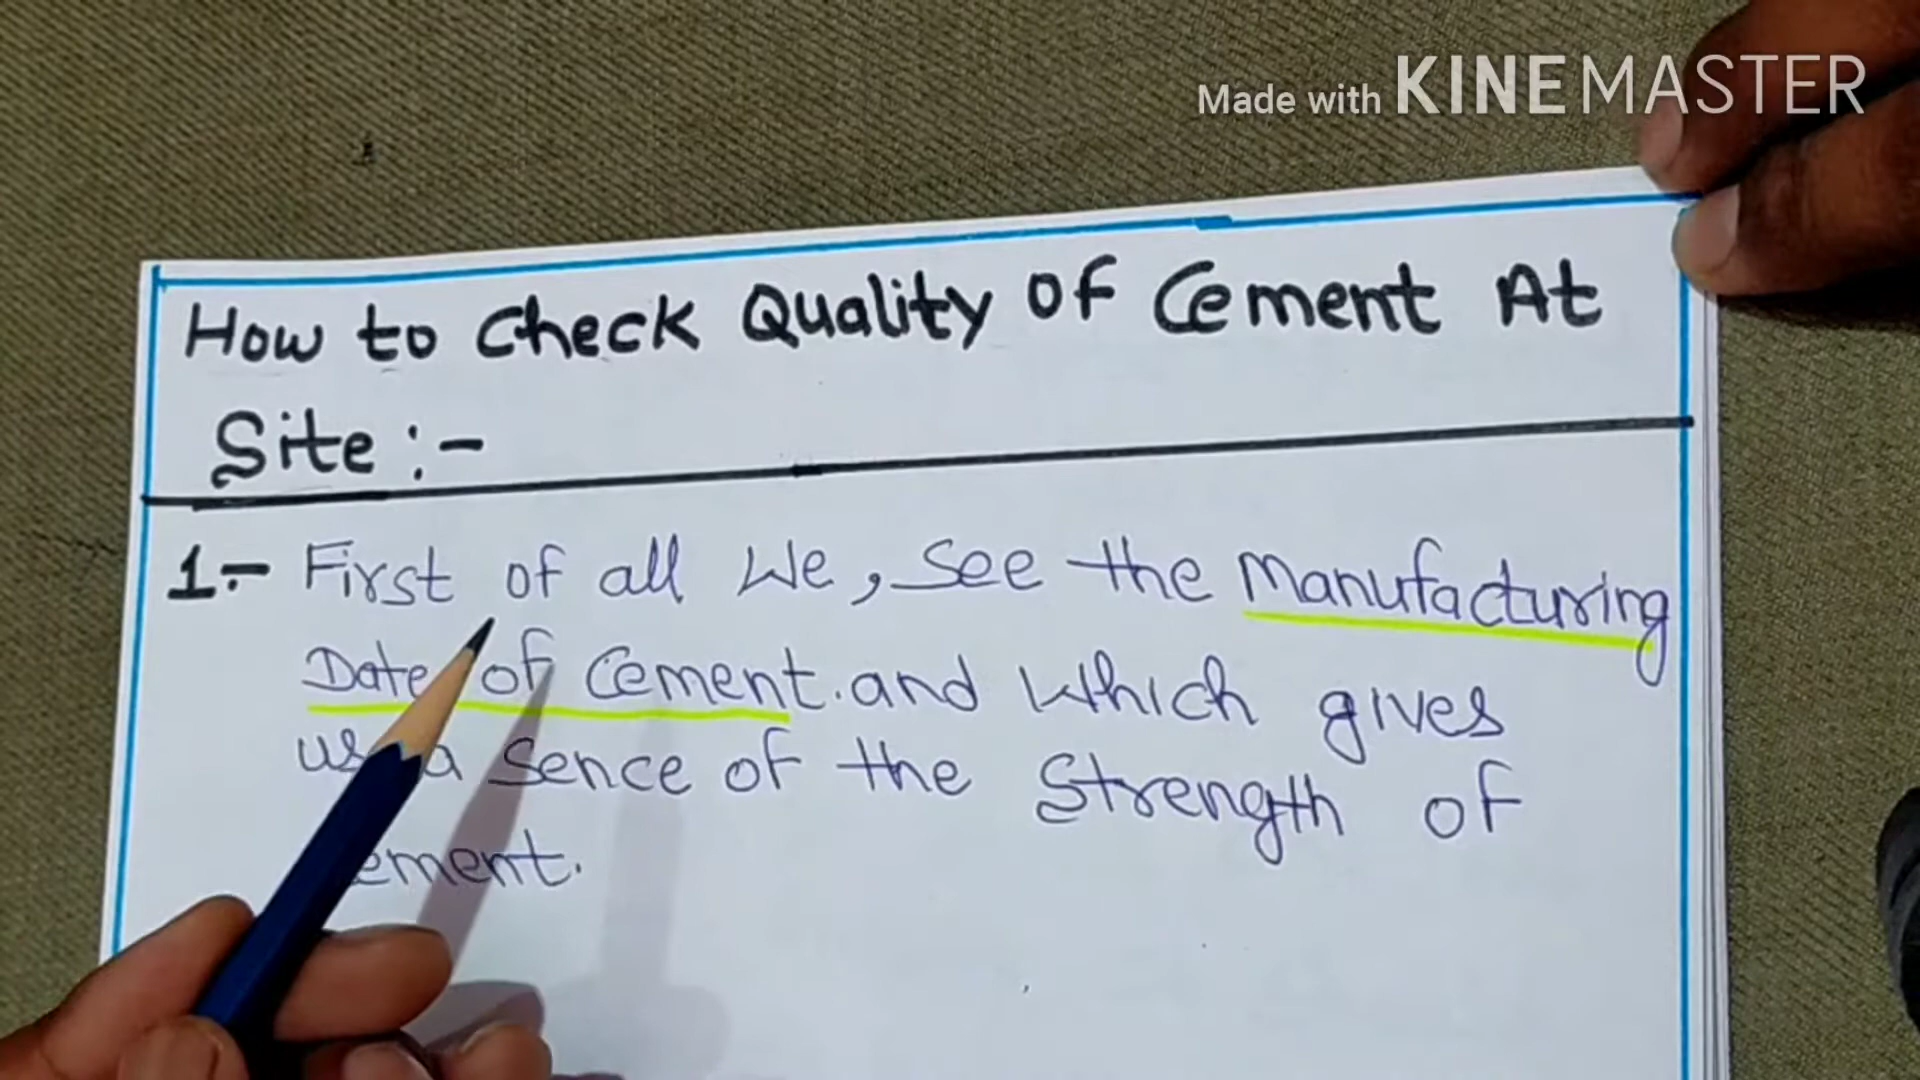 Made with KINEMASTER
How to Check Quality Of Cement At
Site :-
1:- First of all We, See the Manufacturing
Date of Cement. and Which gives
us a Sence of the Strength of
ement.